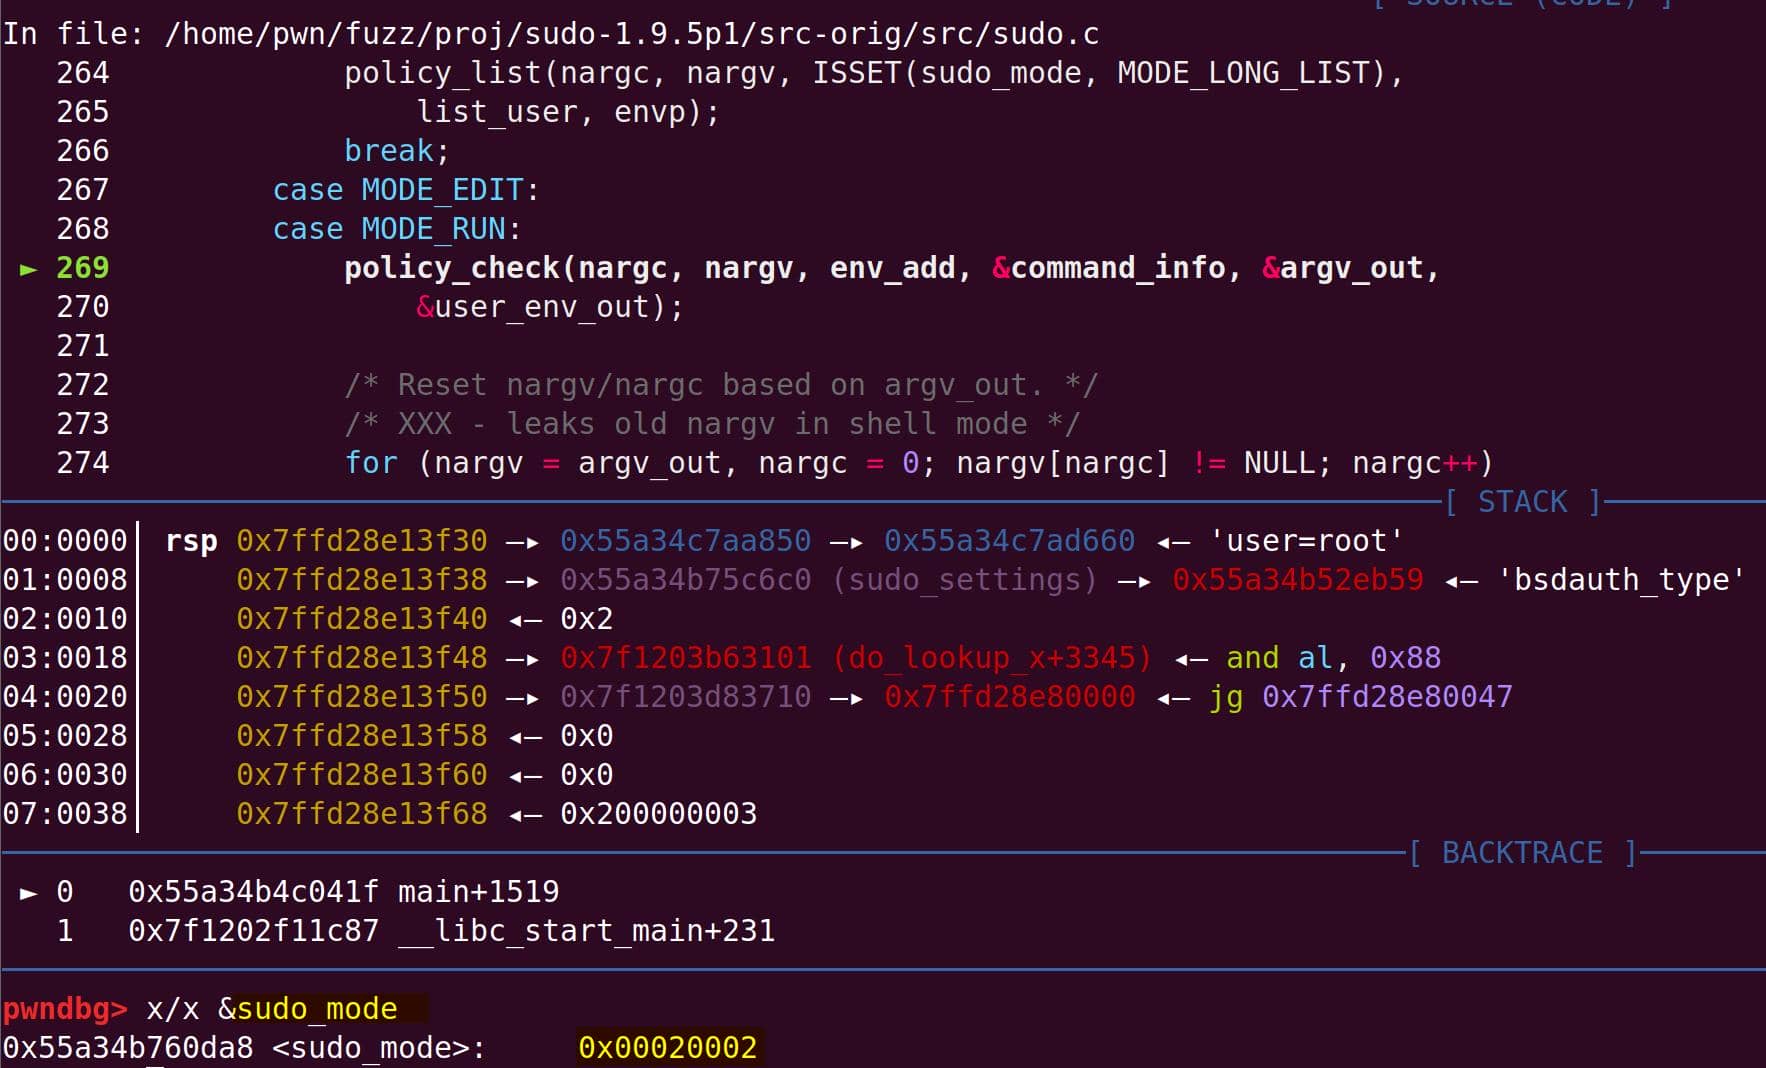 [ SOURCE (CODE) ]
In file: /home/pwn/fuzz/proj/sudo-1.9.5p1/src-orig/src/sudo.c
264 policy_list(nargc, nargv, ISSET(sudo_mode, MODE_LONG_LIST),
265 list_user, envp);
266 break;
267 case MODE_EDIT:
268 case MODE_RUN:
► 269 policy_check(nargc, nargv, env_add, &command_info, &argv_out,
270 &user_env_out);
271
272 /* Reset nargv/nargc based on argv_out. */
273 /* XXX - leaks old nargv in shell mode */
274 for (nargv = argv_out, nargc = 0; nargv[nargc] != NULL; nargc++)
[ STACK ]
00:0000│ rsp 0x7ffd28e13f30 —▸ 0x55a34c7aa850 —▸ 0x55a34c7ad660 ◂— 'user=root'
01:0008│ 0x7ffd28e13f38 —▸ 0x55a34b75c6c0 (sudo_settings) —▸ 0x55a34b52eb59 ◂— 'bsdauth_type'
02:0010│ 0x7ffd28e13f40 ◂— 0x2
03:0018│ 0x7ffd28e13f48 —▸ 0x7f1203b63101 (do_lookup_x+3345) ◂— and al, 0x88
04:0020│ 0x7ffd28e13f50 —▸ 0x7f1203d83710 —▸ 0x7ffd28e80000 ◂— jg 0x7ffd28e80047
05:0028│ 0x7ffd28e13f58 ◂— 0x0
06:0030│ 0x7ffd28e13f60 ◂— 0x0
07:0038│ 0x7ffd28e13f68 ◂— 0x200000003
[ BACKTRACE ]
► 0 0x55a34b4c041f main+1519
1 0x7f1202f11c87 __libc_start_main+231
pwndbg> x/x &sudo_mode
0x55a34b760da8 <sudo_mode>: 0x00020002